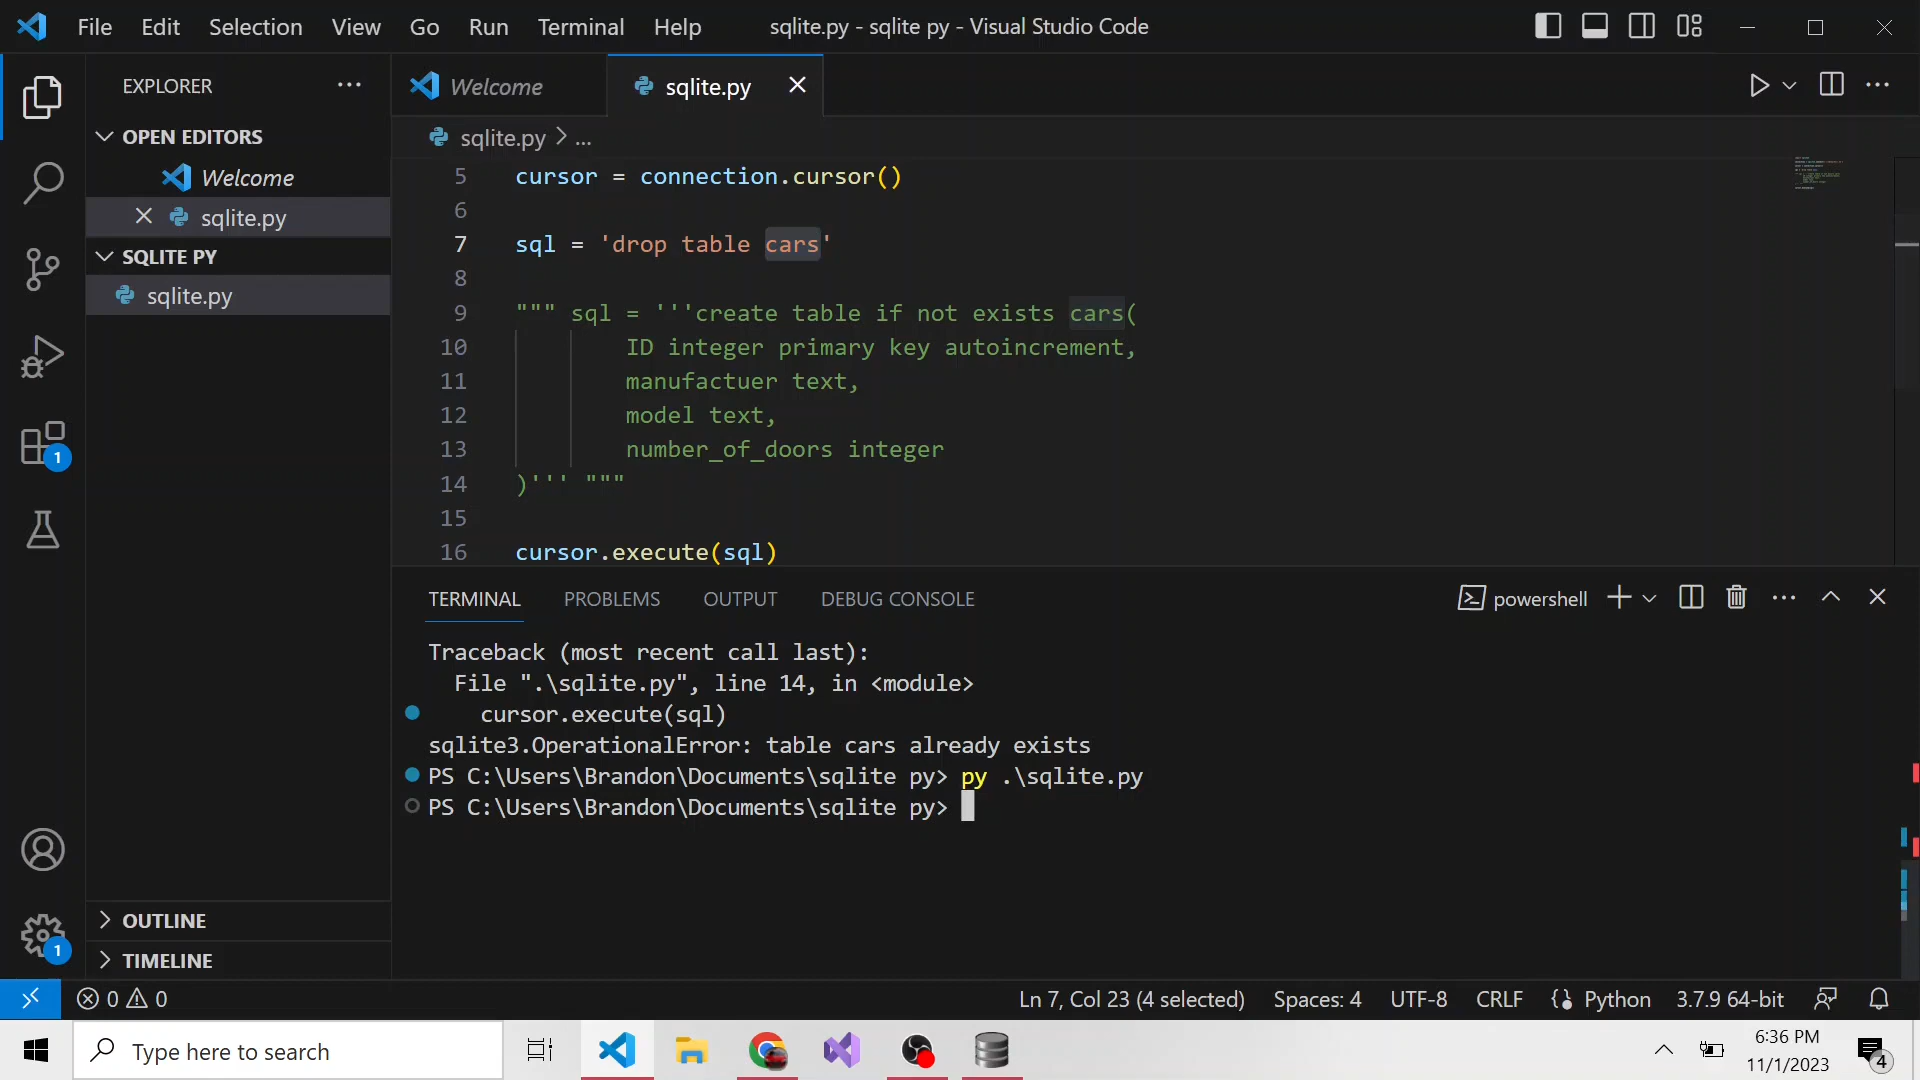 File Edit Selection View Go Run Terminal Help sqlite.py - sqlite py - Visual Studio Code
EXPLORER
OPEN EDITORS
Welcome
sqlite.py
SQLITE PY
sqlite.py
OUTLINE
TIMELINE
1
1
Welcome sqlite.py
sqlite.py > ...
5 cursor = connection.cursor()
6
7 sql = 'drop table cars'
8
9 """ sql = '''create table if not exists cars(
10 ID integer primary key autoincrement,
11 manufactuer text,
12 model text,
13 number_of_doors integer
14 )''' """
15
16 cursor.execute(sql)
TERMINAL PROBLEMS OUTPUT DEBUG CONSOLE powershell
Traceback (most recent call last):
File ".\sqlite.py", line 14, in <module>
cursor.execute(sql)
sqlite3.OperationalError: table cars already exists
PS C:\Users\Brandon\Documents\sqlite py> py .\sqlite.py
PS C:\Users\Brandon\Documents\sqlite py>
0 0 Ln 7, Col 23 (4 selected) Spaces: 4 UTF-8 CRLF Python 3.7.9 64-bit
Type here to search
6:36 PM
11/1/2023
4